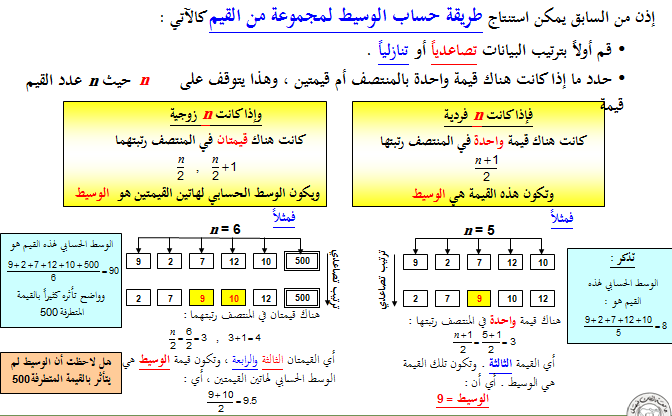 إذن من السابق يمكن استنتاج طريقة حساب الوسيط لمجموعة من القيم كالآتي :
• قم أولاً بترتيب البيانات تصاعدياً أو تنازلياً .
• حدد ما إذا كانت هناك قيمة واحدة بالمنتصف أم قيمتين ، وهذا يتوقف على قيمة n حيث n عدد القيم
فإذا كانت n فردية
كانت هناك قيمة واحدة في المنتصف رتبتها
(n+1)/2
وتكون هذه القيمة هي الوسيط
فمثلاً
n = 5
9 2 7 12 10
2 7 9 10 12
ترتيب تصاعدي
هناك قيمة واحدة في المنتصف رتبتها :
(n+1)/2 = (5+1)/2 = 3
أي القيمة الثالثة . وتكون تلك القيمة
هي الوسيط . أي أن :
الوسيط = 9
تذكر :
الوسط الحسابي لهذه
القيم هو :
(9+2+7+12+10)/5 = 8
وإذا كانت n زوجية
كانت هناك قيمتان في المنتصف رتبتهما
n/2 , n/2 +1
ويكون الوسط الحسابي لهاتين القيمتين هو الوسيط
فمثلاً
n = 6
9 2 7 12 10 500
2 7 9 10 12 500
ترتيب تصاعدي
هناك قيمتان في المنتصف رتبتهما :
n/2 = 6/2 = 3 , 3+1 = 4
أي القيمتان الثالثة والرابعة ، وتكون قيمة الوسيط هي
الوسط الحسابي لهاتين القيمتين ، أي :
(9+10)/2 = 9.5
الوسط الحسابي لهذه القيم هو
(9+2+7+12+10+500)/6 = 90
وواضح تأثره كثيراً بالقيمة
المتطرفة 500
هل لاحظت أن الوسيط لم
يتأثر بالقيمة المتطرفة500